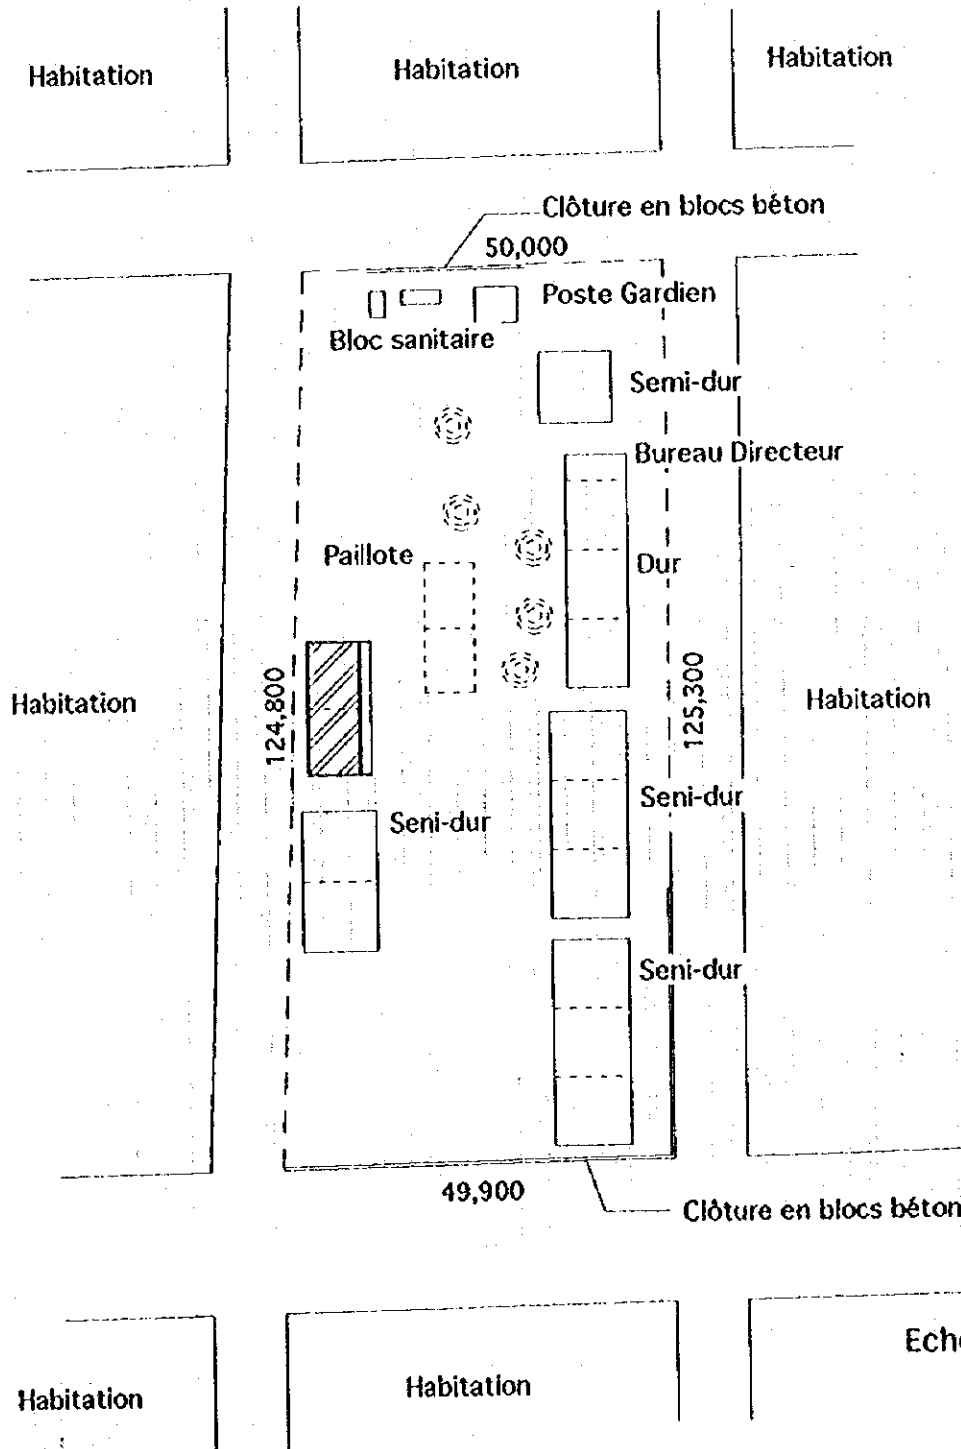 Habitation
Habitation
Habitation
Clôture en blocs béton
50,000
Poste Gardien
Bloc sanitaire
Semi-dur
Bureau Directeur
Paillote
Dur
Habitation
124,800
125,300
Habitation
Seni-dur
Seni-dur
Seni-dur
49,900
Clôture en blocs béton
Ech
Habitation
Habitation